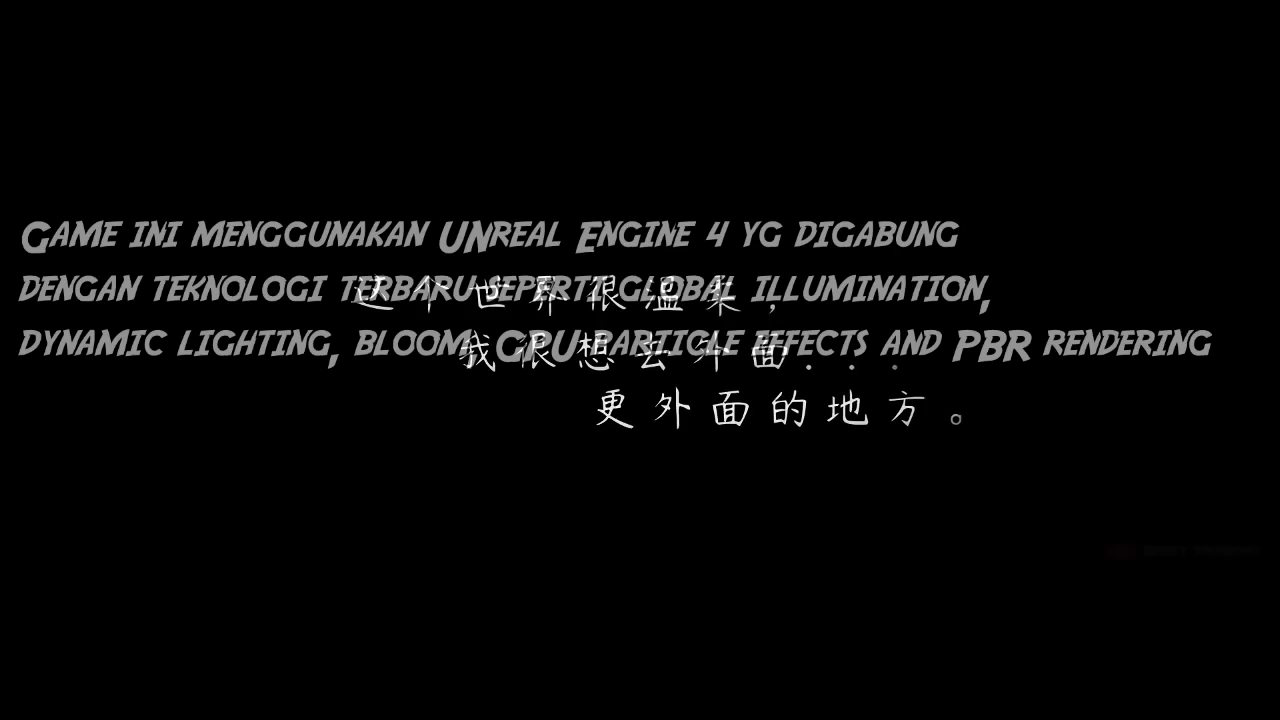 Game ini menggunakan Unreal Engine 4 yg digabung
dengan teknologi terbaru seperti global illumination,
这个世界很温柔，
dynamic lighting, bloom, GPU particle effects and PBR rendering
我很想去外面...
更外面的地方。